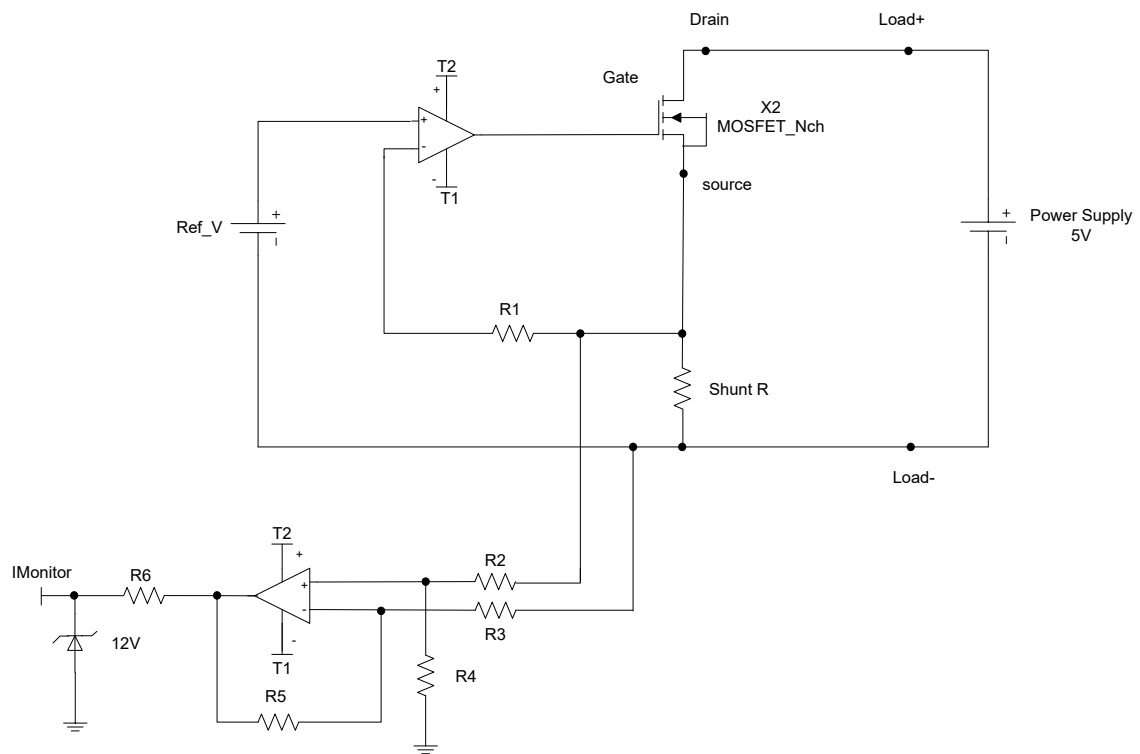 Drain
Load+
T2
Gate
+
X2
MOSFET_Nch
+
-
-
T1
source
Ref_V
+
–
Power Supply
5V
+
–
R1
Shunt R
Load-
T2
+
IMonitor
R6
R2
+
-
R3
12V
-
T1
R4
R5